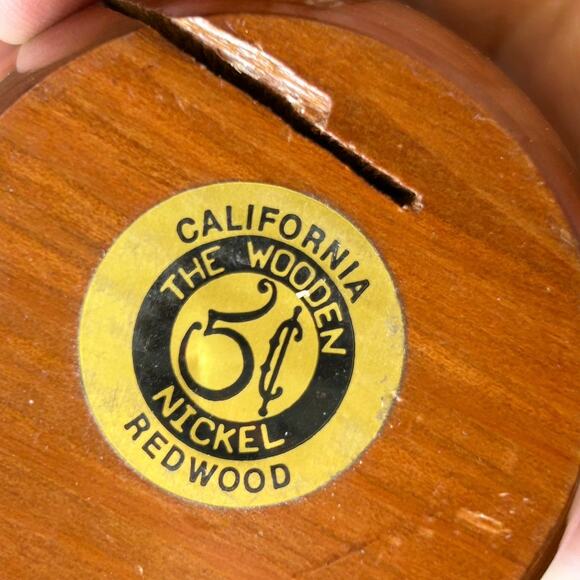 CALIFORNIA
THE WOODEN
5¢
NICKEL
REDWOOD